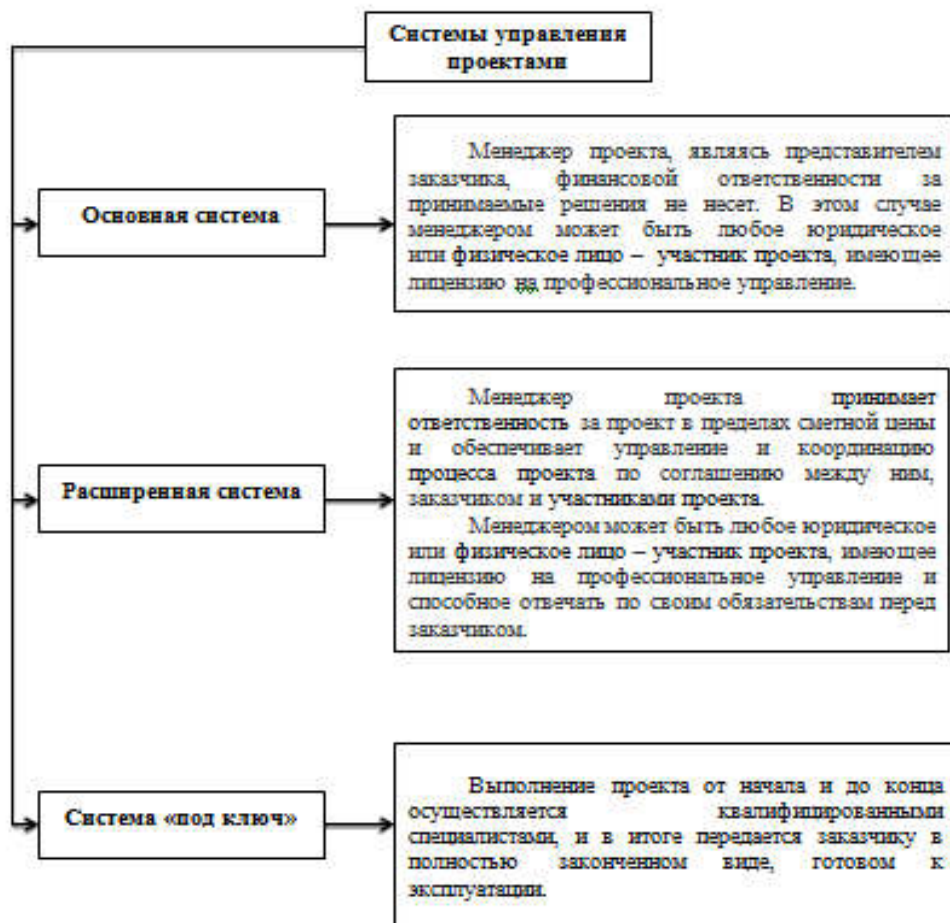 Системы управления
проектами
Основная система
Менеджер проекта, являясь представителем
заказчика, финансовой ответственности за
принимаемые решения не несет. В этом случае
менеджером может быть любое юридическое
или физическое лицо – участник проекта, имеющее
лицензию на профессиональное управление.
Расширенная система
Менеджер проекта принимает
ответственность за проект в пределах сметной цены
и обеспечивает управление и координацию
процесса проекта по соглашению между ним,
заказчиком и участниками проекта.
Менеджером может быть любое юридическое
или физическое лицо – участник проекта, имеющее
лицензию на профессиональное управление и
способное отвечать по своим обязательствам перед
заказчиком.
Система «под ключ»
Выполнение проекта от начала и до конца
осуществляется квалифицированными
специалистами, и в итоге передается заказчику в
полностью законченном виде, готовом к
эксплуатации.